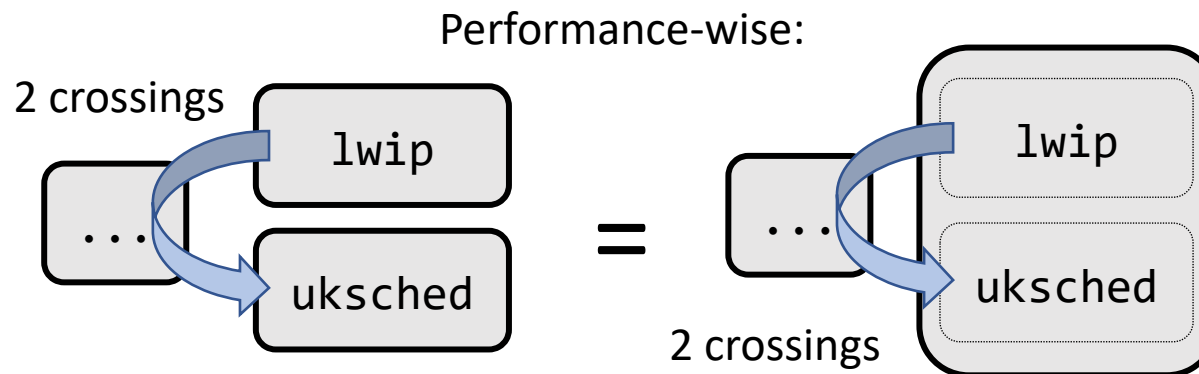 Performance-wise:
2 crossings
lwip
...
uksched
=
lwip
...
uksched
2 crossings